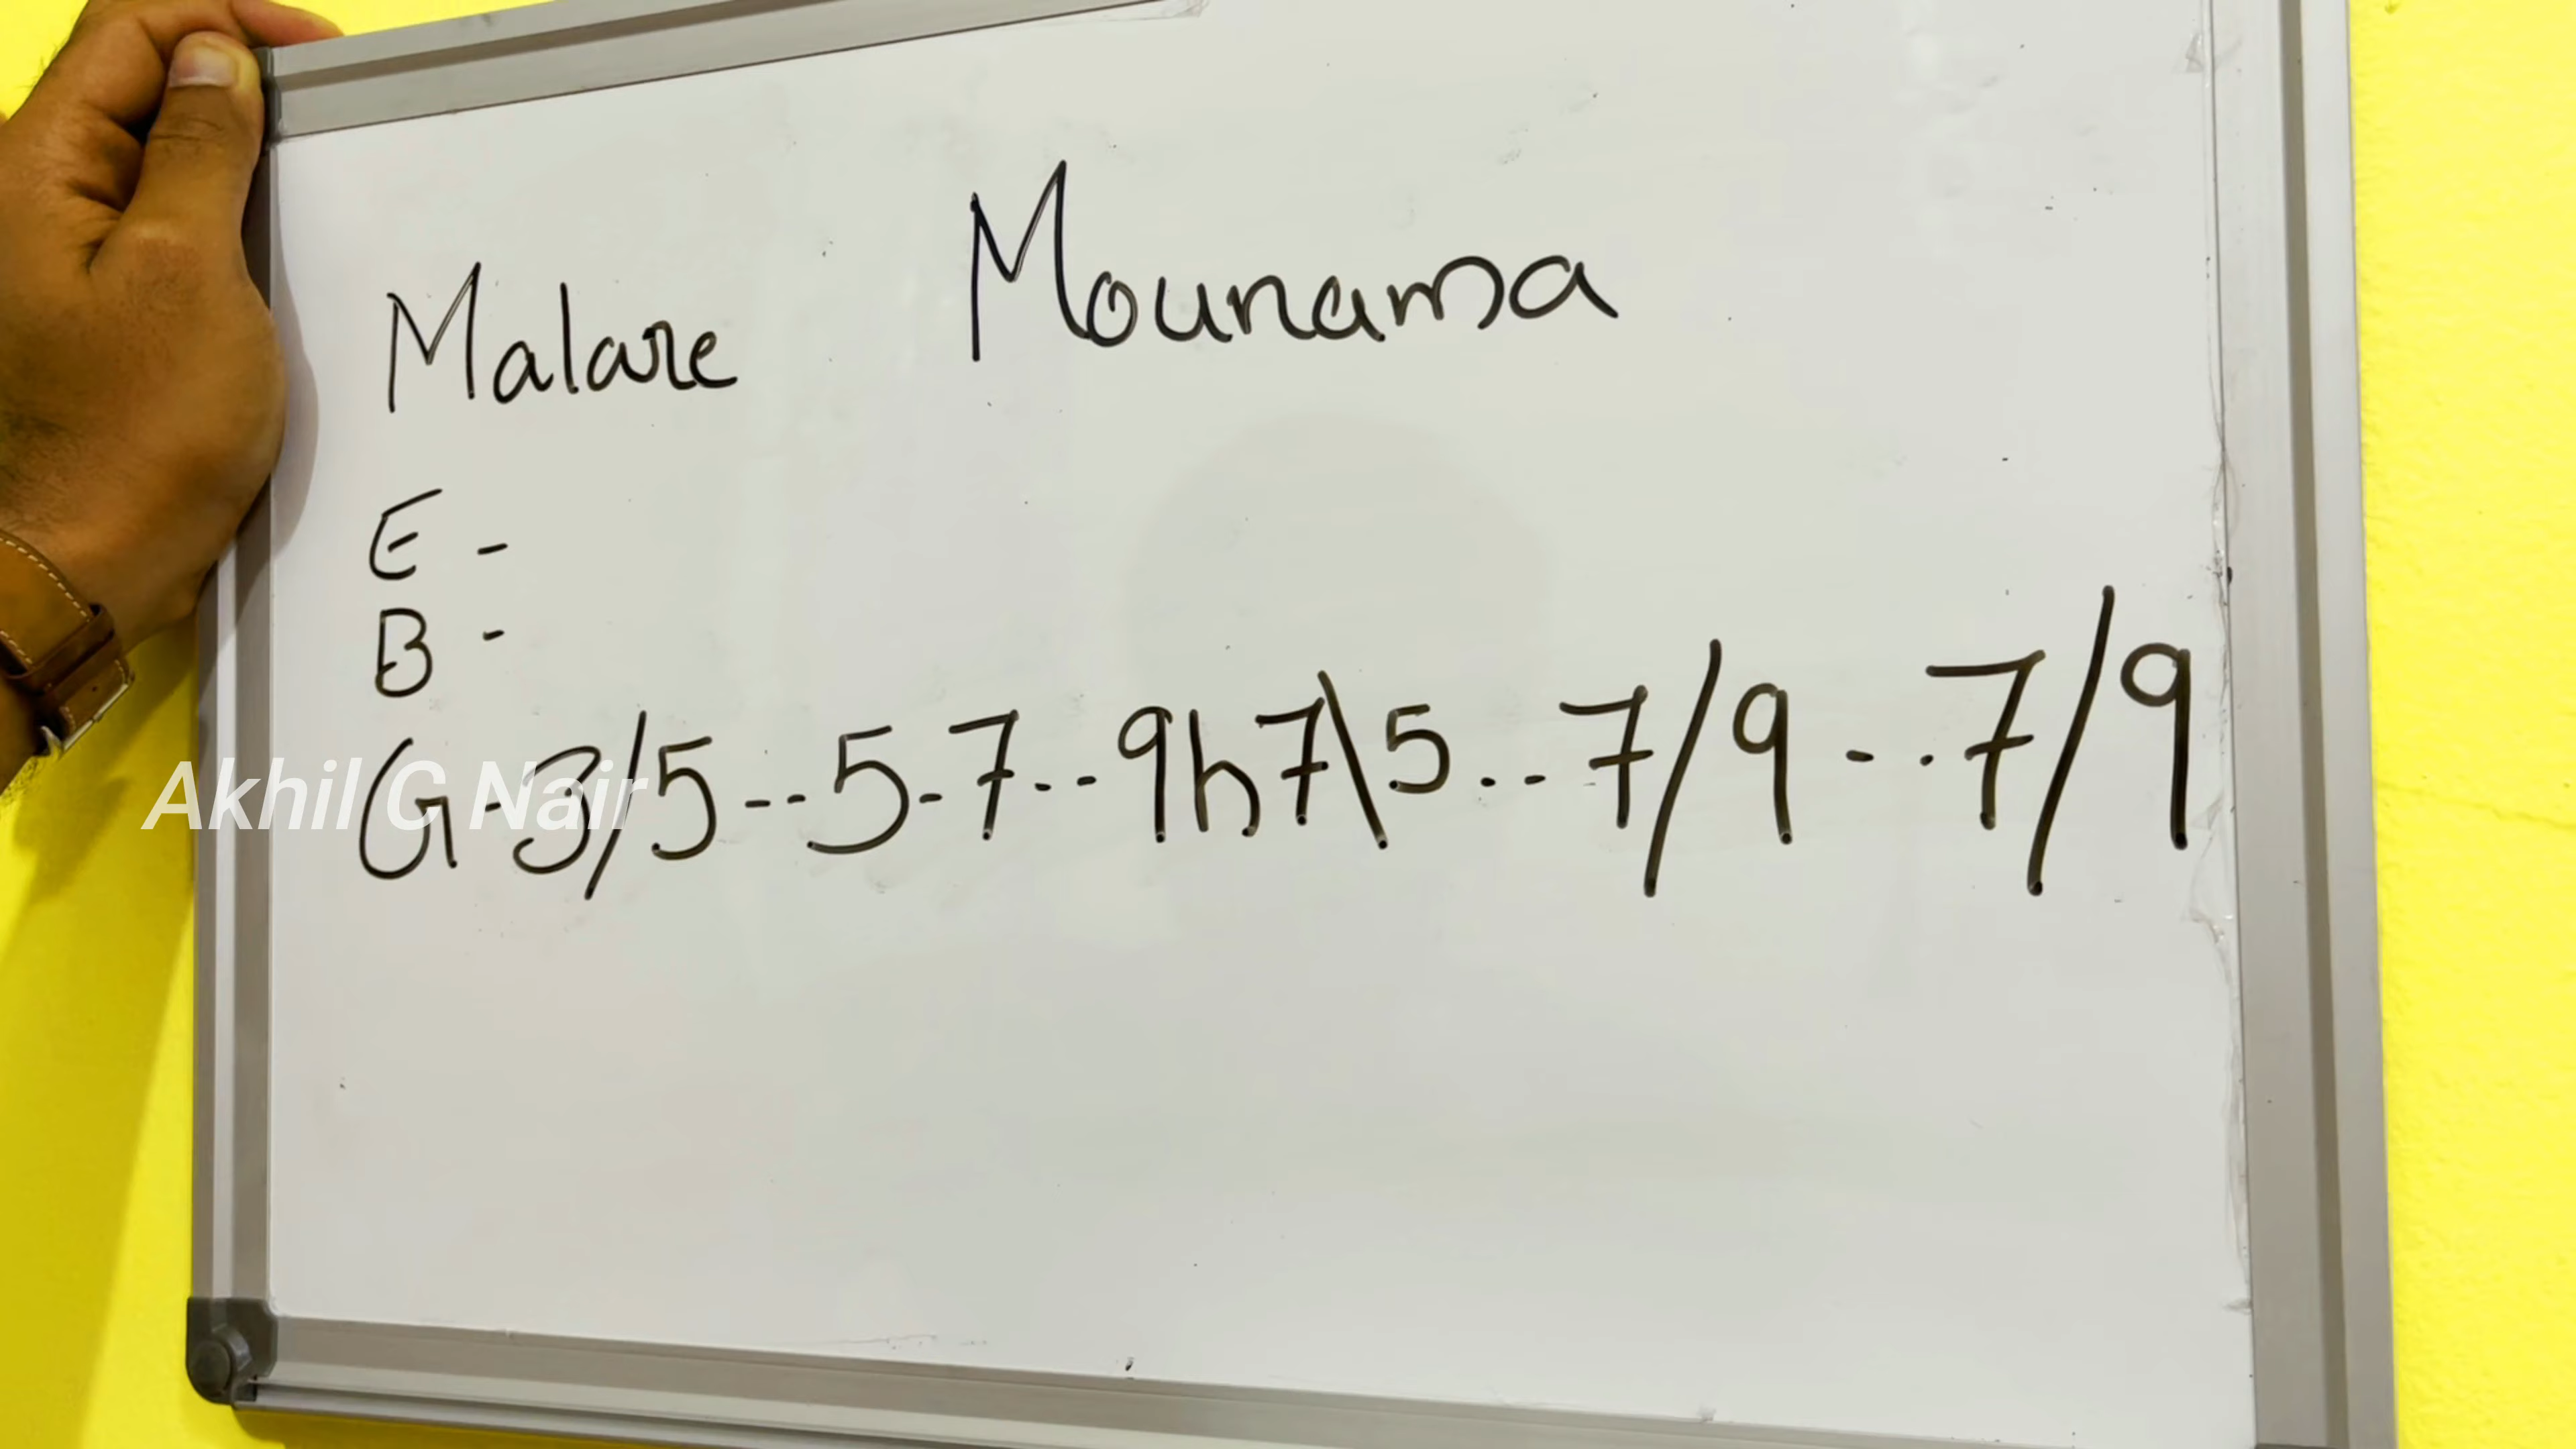 Malare Mounama
E -
B -
G-3/5---5-7---9h7\5...7/9-..7/9
Akhil C Nair